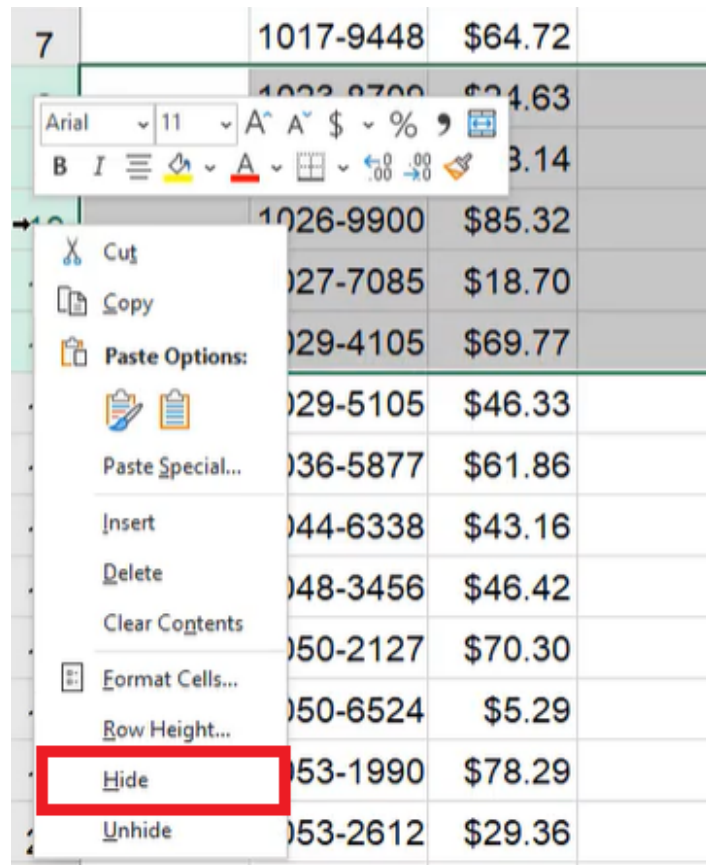 7 1017-9448 $64.72
Arial 11 A A $ % 9
B I A .00 .00
3.14
1026-9900 $85.32
Cut
027-7085 $18.70
Copy
029-4105 $69.77
Paste Options:
029-5105 $46.33
Paste Special... 036-5877 $61.86
Insert 044-6338 $43.16
Delete 048-3456 $46.42
Clear Contents
050-2127 $70.30
Format Cells...
050-6524 $5.29
Row Height...
Hide 053-1990 $78.29
Unhide 053-2612 $29.36